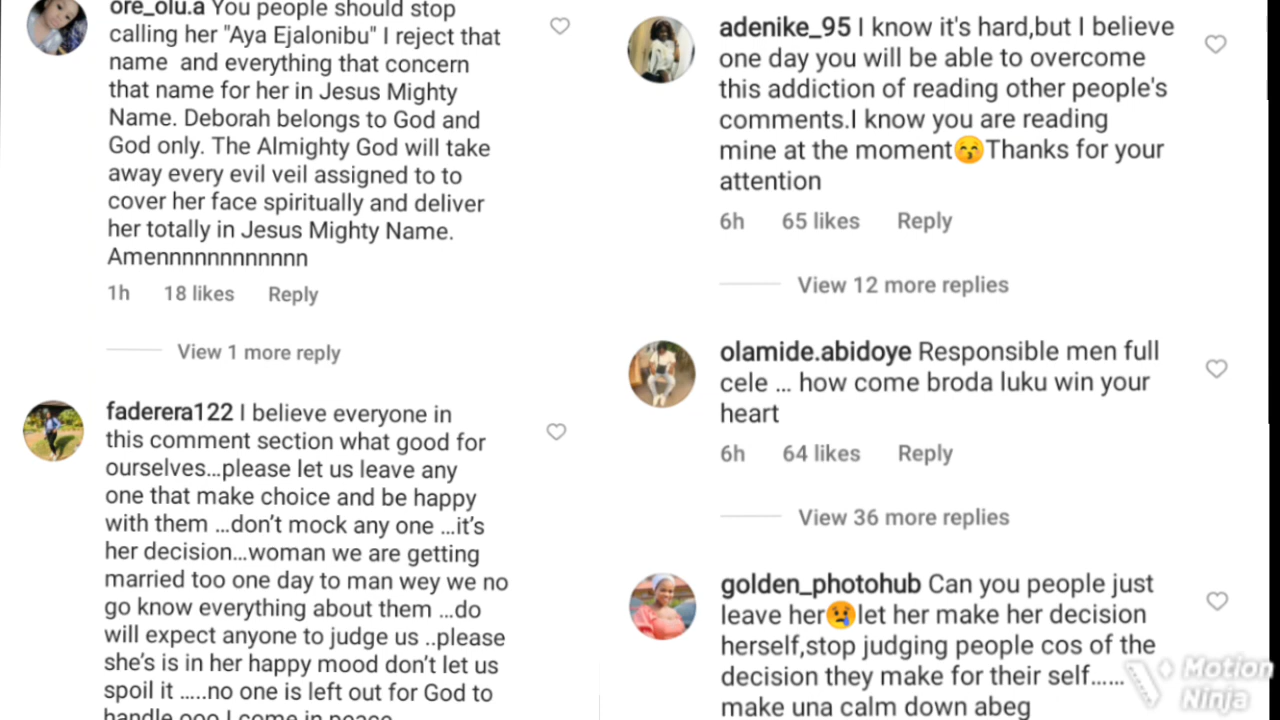 ore_olu.a You people should stop
calling her "Aya Ejalonibu" I reject that
name and everything that concern
that name for her in Jesus Mighty
Name. Deborah belongs to God and
God only. The Almighty God will take
away every evil veil assigned to to
cover her face spiritually and deliver
her totally in Jesus Mighty Name.
Amennnnnnnnnnnn
1h 18 likes Reply
View 1 more reply
faderera122 I believe everyone in
this comment section what good for
ourselves...please let us leave any
one that make choice and be happy
with them ...don't mock any one ...it's
her decision...woman we are getting
married too one day to man wey we no
go know everything about them ...do
will expect anyone to judge us ..please
she's is in her happy mood don't let us
spoil it .....no one is left out for God to
handle ooo I come in peace
adenike_95 I know it's hard,but I believe
one day you will be able to overcome
this addiction of reading other people's
comments.I know you are reading
mine at the moment😙Thanks for your
attention
6h 65 likes Reply
View 12 more replies
olamide.abidoye Responsible men full
cele ... how come broda luku win your
heart
6h 64 likes Reply
View 36 more replies
golden_photohub Can you people just
leave her😢let her make her decision
herself,stop judging people cos of the
decision they make for their self......
make una calm down abeg
Motion
Ninja